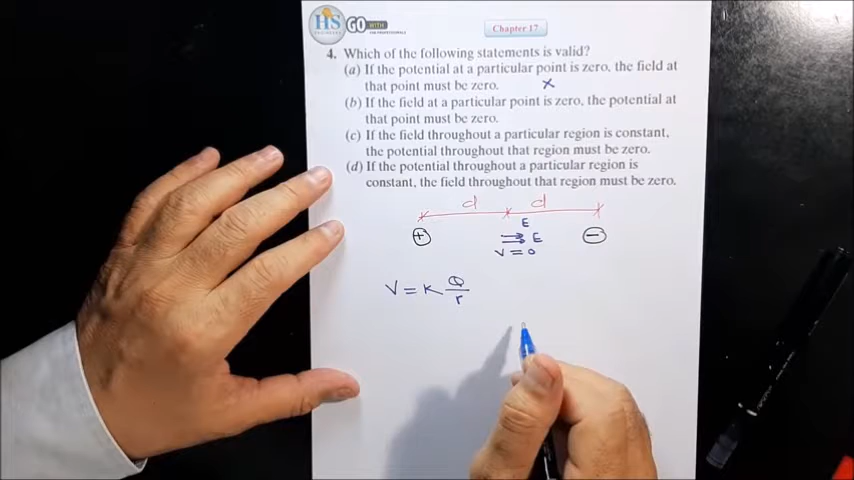 HS
ENGINEERS
GO WITH
FOR PROFESSIONALS
Chapter 17
4. Which of the following statements is valid?
(a) If the potential at a particular point is zero, the field at
that point must be zero. x
(b) If the field at a particular point is zero, the potential at
that point must be zero.
(c) If the field throughout a particular region is constant,
the potential throughout that region must be zero.
(d) If the potential throughout a particular region is
constant, the field throughout that region must be zero.
d d
E
+ E −
V = 0
V = K Q/r